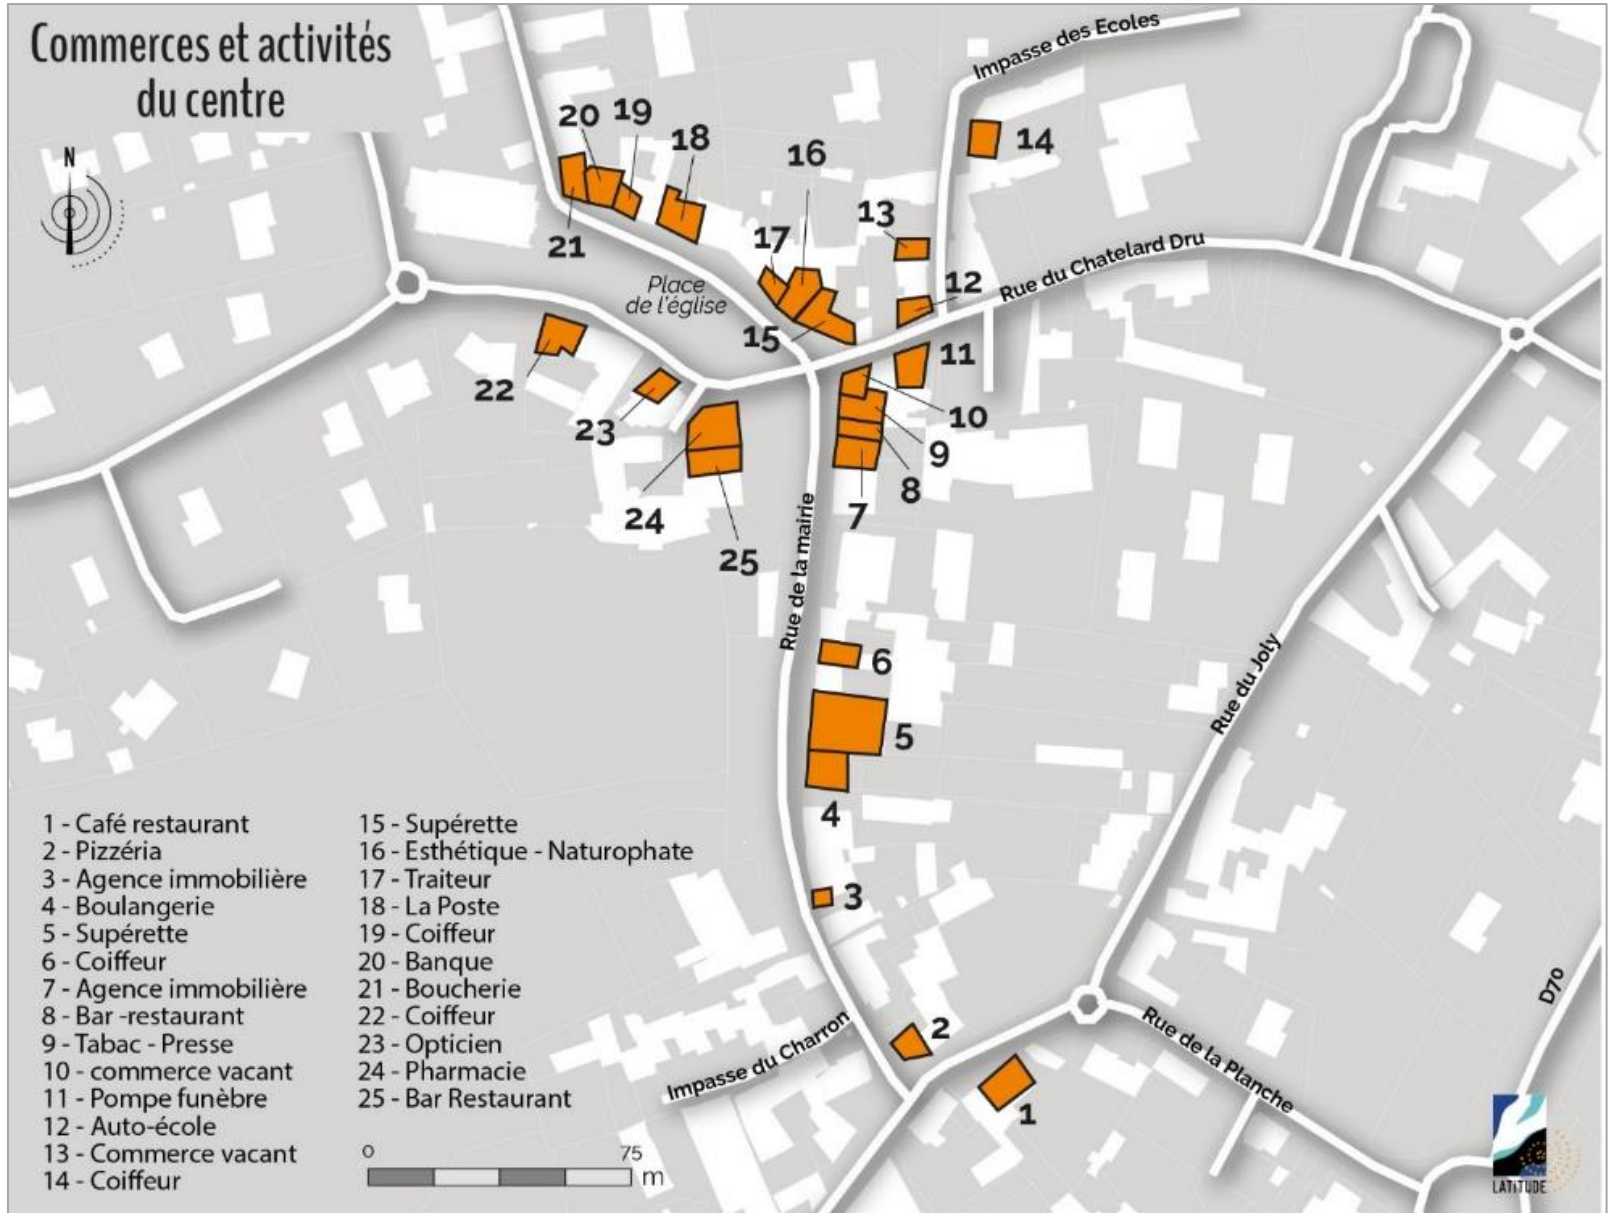 Commerces et activités
du centre
N
Impasse des Ecoles
20
19
18
16
14
21
17
13
Place
de l'église
12
Rue du Chatelard Dru
15
11
22
10
23
9
24
8
7
25
Rue de la mairie
6
5
Rue du Joly
4
3
2
1
Impasse du Charron
Rue de la Planche
D70
1 - Café restaurant
2 - Pizzéria
3 - Agence immobilière
4 - Boulangerie
5 - Supérette
6 - Coiffeur
7 - Agence immobilière
8 - Bar -restaurant
9 - Tabac - Presse
10 - commerce vacant
11 - Pompe funèbre
12 - Auto-école
13 - Commerce vacant
14 - Coiffeur
15 - Supérette
16 - Esthétique - Naturophate
17 - Traiteur
18 - La Poste
19 - Coiffeur
20 - Banque
21 - Boucherie
22 - Coiffeur
23 - Opticien
24 - Pharmacie
25 - Bar Restaurant
0 75 m
LATITUDE